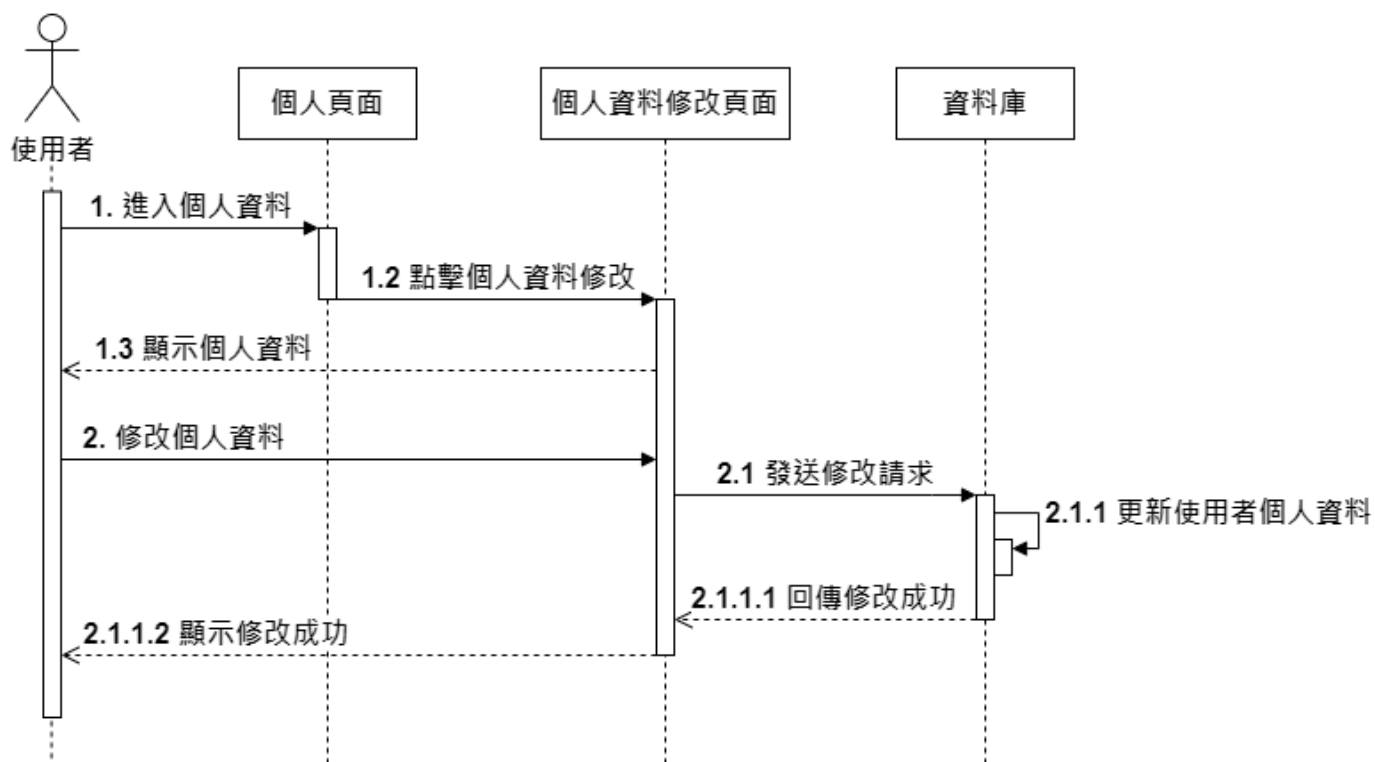 使用者
個人頁面
個人資料修改頁面
資料庫
1. 進入個人資料
1.2 點擊個人資料修改
1.3 顯示個人資料
2. 修改個人資料
2.1 發送修改請求
2.1.1 更新使用者個人資料
2.1.1.1 回傳修改成功
2.1.1.2 顯示修改成功